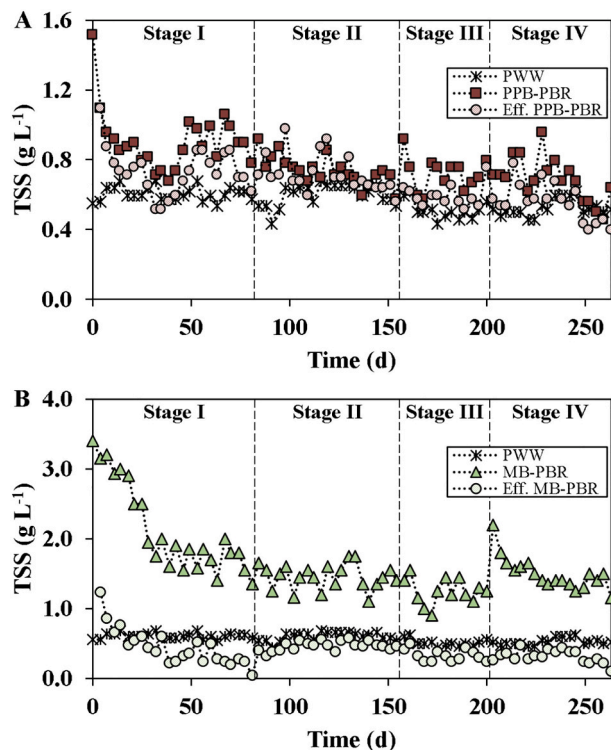 A
Stage I Stage II Stage III Stage IV
PWW
PPB-PBR
Eff. PPB-PBR
TSS (g L-1)
1.6
1.2
0.8
0.4
0.0
0 50 100 150 200 250
Time (d)
B
Stage I Stage II Stage III Stage IV
PWW
MB-PBR
Eff. MB-PBR
TSS (g L-1)
4.0
3.0
2.0
1.0
0.0
0 50 100 150 200 250
Time (d)